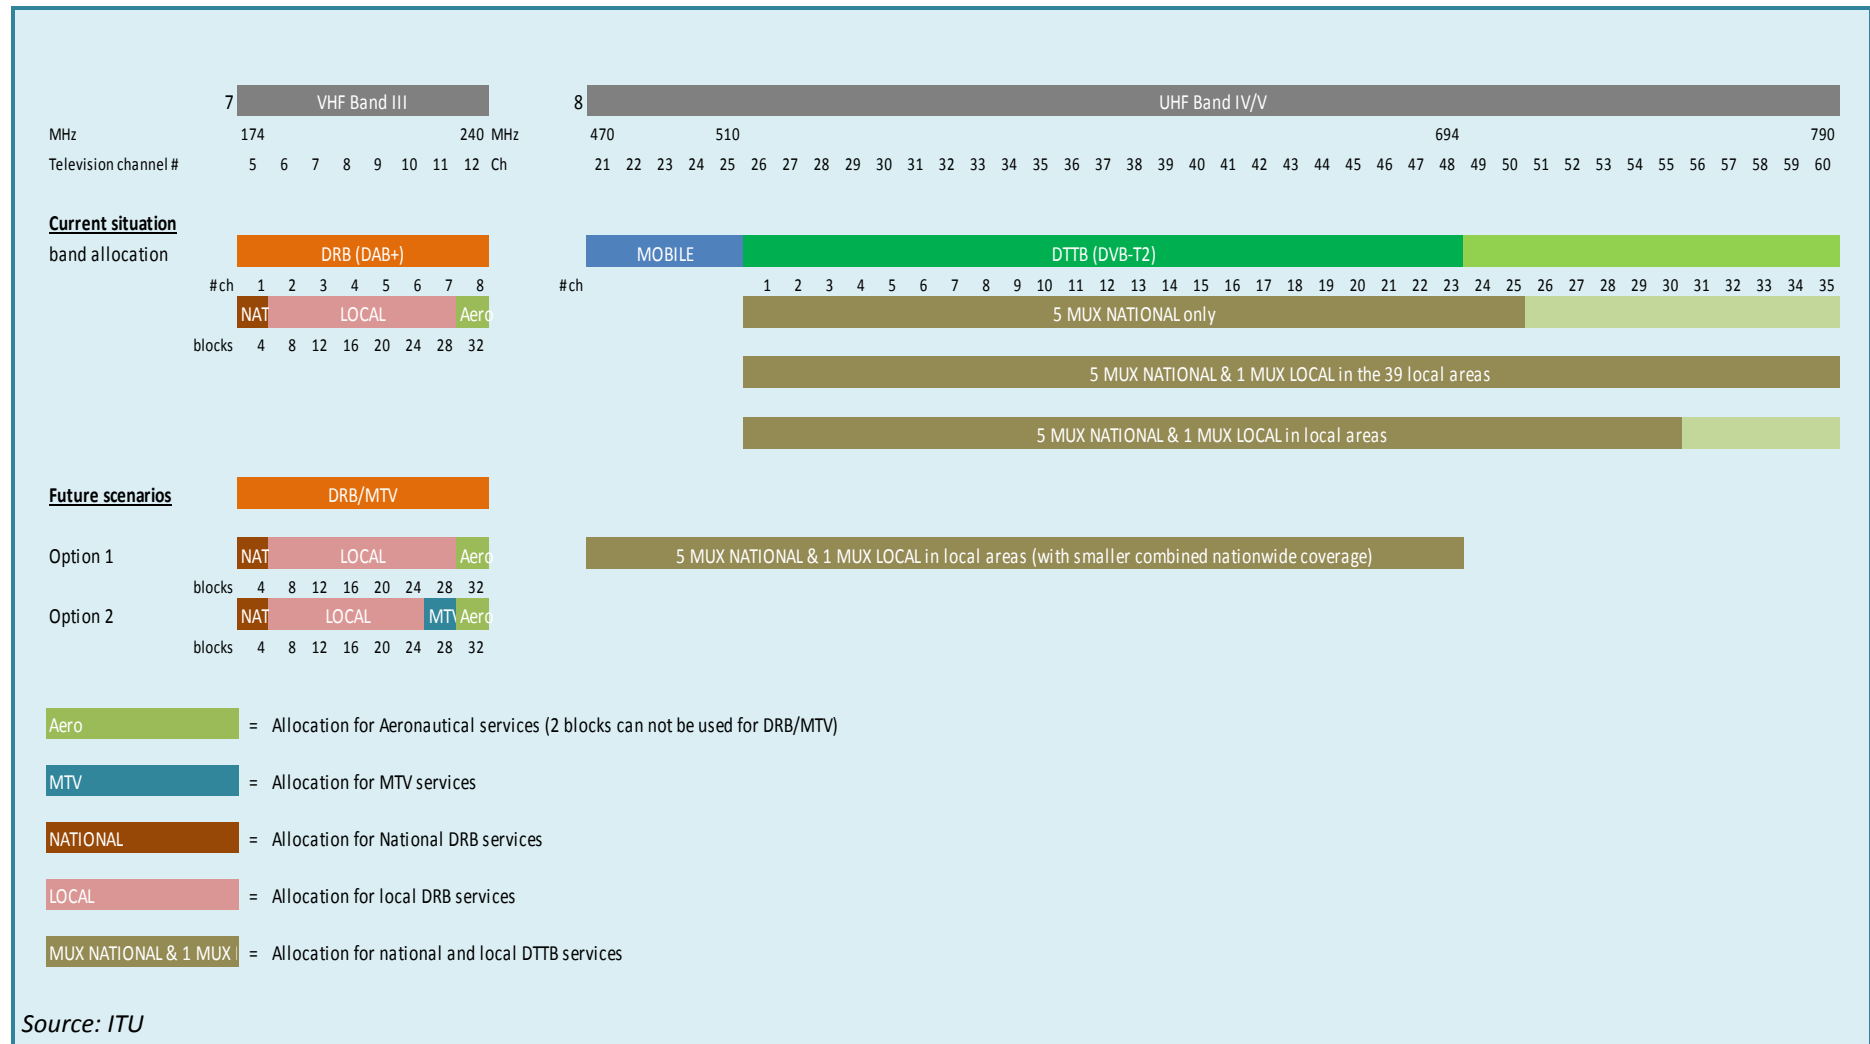 7 VHF Band III 8 UHF Band IV/V
MHz 174 240 MHz 470 510 694 790
Television channel # 5 6 7 8 9 10 11 12 Ch 21 22 23 24 25 26 27 28 29 30 31 32 33 34 35 36 37 38 39 40 41 42 43 44 45 46 47 48 49 50 51 52 53 54 55 56 57 58 59 60
Current situation
band allocation DRB (DAB+) MOBILE DTTB (DVB-T2)
#ch 1 2 3 4 5 6 7 8 #ch 1 2 3 4 5 6 7 8 9 10 11 12 13 14 15 16 17 18 19 20 21 22 23 24 25 26 27 28 29 30 31 32 33 34 35
NAT LOCAL Aero 5 MUX NATIONAL only
blocks 4 8 12 16 20 24 28 32
5 MUX NATIONAL & 1 MUX LOCAL in the 39 local areas
5 MUX NATIONAL & 1 MUX LOCAL in local areas
Future scenarios DRB/MTV
Option 1 NAT LOCAL Aero 5 MUX NATIONAL & 1 MUX LOCAL in local areas (with smaller combined nationwide coverage)
blocks 4 8 12 16 20 24 28 32
Option 2 NAT LOCAL MTV Aero
blocks 4 8 12 16 20 24 28 32
Aero = Allocation for Aeronautical services (2 blocks can not be used for DRB/MTV)
MTV = Allocation for MTV services
NATIONAL = Allocation for National DRB services
LOCAL = Allocation for local DRB services
MUX NATIONAL & 1 MUX = Allocation for national and local DTTB services
Source: ITU